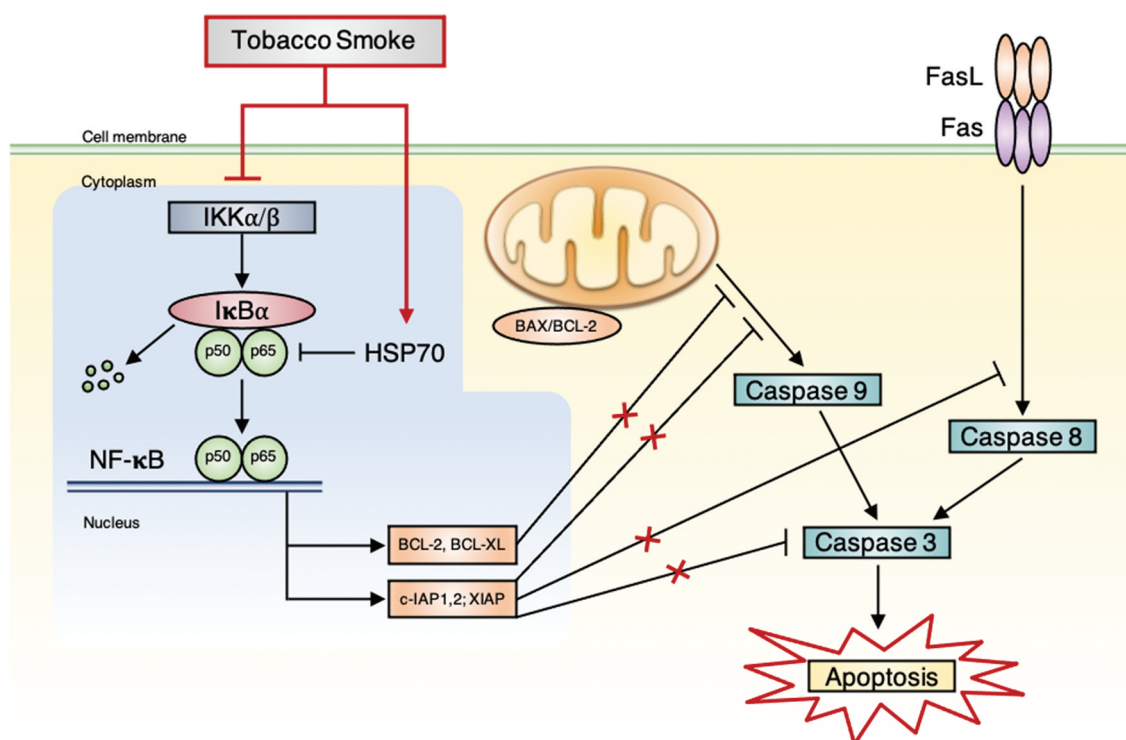 Tobacco Smoke
FasL
Fas
Cell membrane
Cytoplasm
IKKα/β
IκBα
p50 p65
HSP70
BAX/BCL-2
Caspase 9
Caspase 8
NF-κB
p50 p65
Nucleus
BCL-2, BCL-XL
Caspase 3
c-IAP1,2; XIAP
Apoptosis